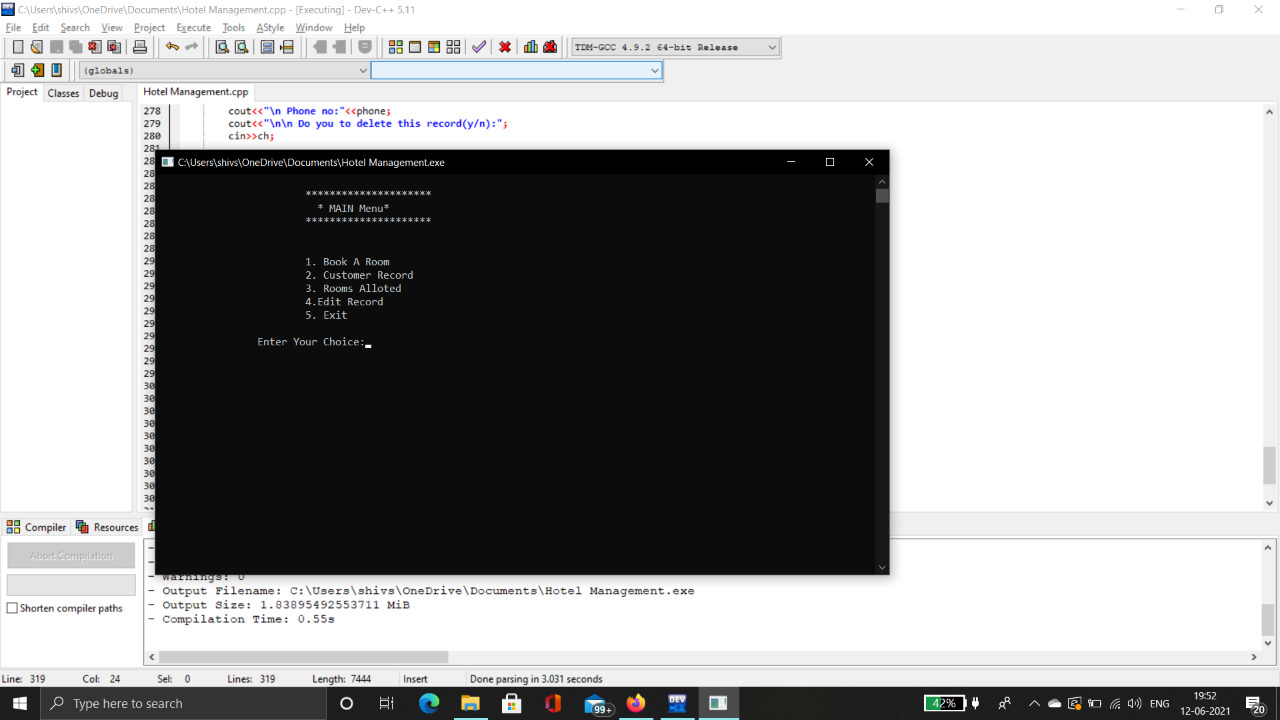 C:\Users\shivs\OneDrive\Documents\Hotel Management.cpp - [Executing] - Dev-C++ 5.11
File Edit Search View Project Execute Tools AStyle Window Help
TDM-GCC 4.9.2 64-bit Release
(globals)
Project Classes Debug Hotel Management.cpp
278 cout<<"\n Phone no:"<<phone;
279 cout<<"\n\n Do you to delete this record(y/n):";
280 cin>>ch;
C:\Users\shivs\OneDrive\Documents\Hotel Management.exe
*********************
* MAIN Menu*
*********************
1. Book A Room
2. Customer Record
3. Rooms Alloted
4.Edit Record
5. Exit
Enter Your Choice:
Compiler Resources
Abort Compilation
Shorten compiler paths
- Warnings: 0
- Output Filename: C:\Users\shivs\OneDrive\Documents\Hotel Management.exe
- Output Size: 1.83895492553711 MiB
- Compilation Time: 0.55s
Line: 319 Col: 24 Sel: 0 Lines: 319 Length: 7444 Insert Done parsing in 3.031 seconds
Type here to search
99+
DEV
42%
ENG
19:52
12-06-2021
20